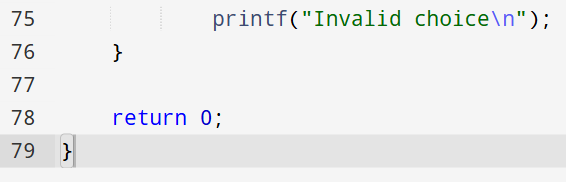 75 printf("Invalid choice\n");
76 }
77
78 return 0;
79 }